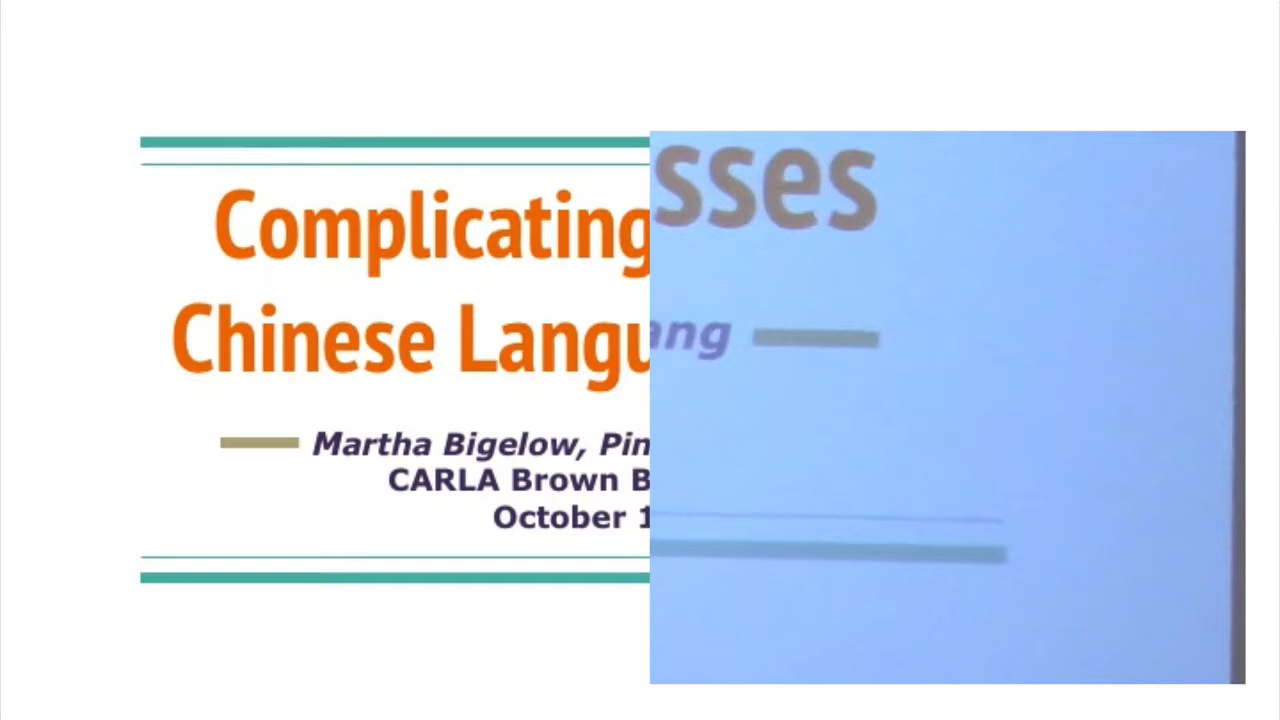 Complicating
Chinese Langu
Martha Bigelow, Pin
CARLA Brown B
October 1
sses
ang